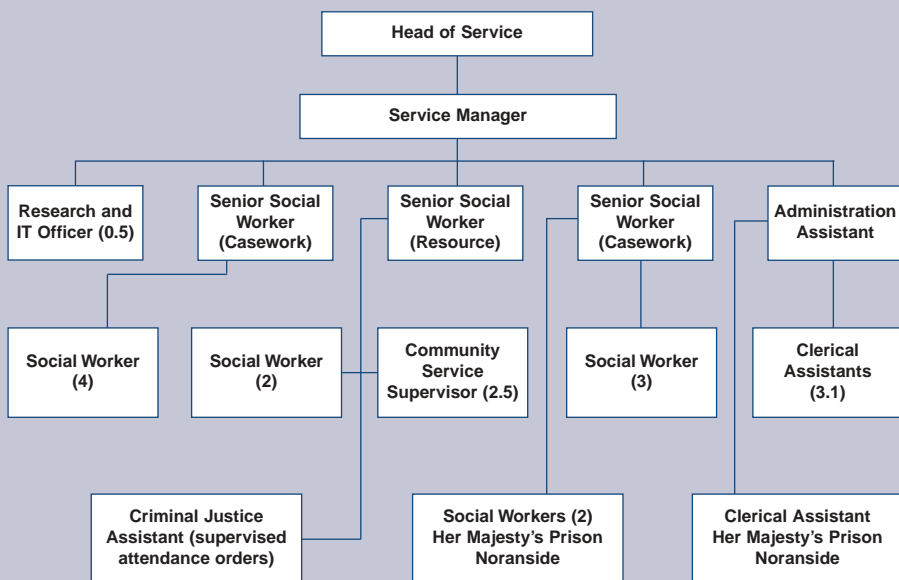 Head of Service
Service Manager
Research and
IT Officer (0.5)
Senior Social
Worker
(Casework)
Senior Social
Worker
(Resource)
Senior Social
Worker
(Casework)
Administration
Assistant
Social Worker
(4)
Social Worker
(2)
Community
Service
Supervisor (2.5)
Social Worker
(3)
Clerical
Assistants
(3.1)
Criminal Justice
Assistant (supervised
attendance orders)
Social Workers (2)
Her Majesty’s Prison
Noranside
Clerical Assistant
Her Majesty’s Prison
Noranside